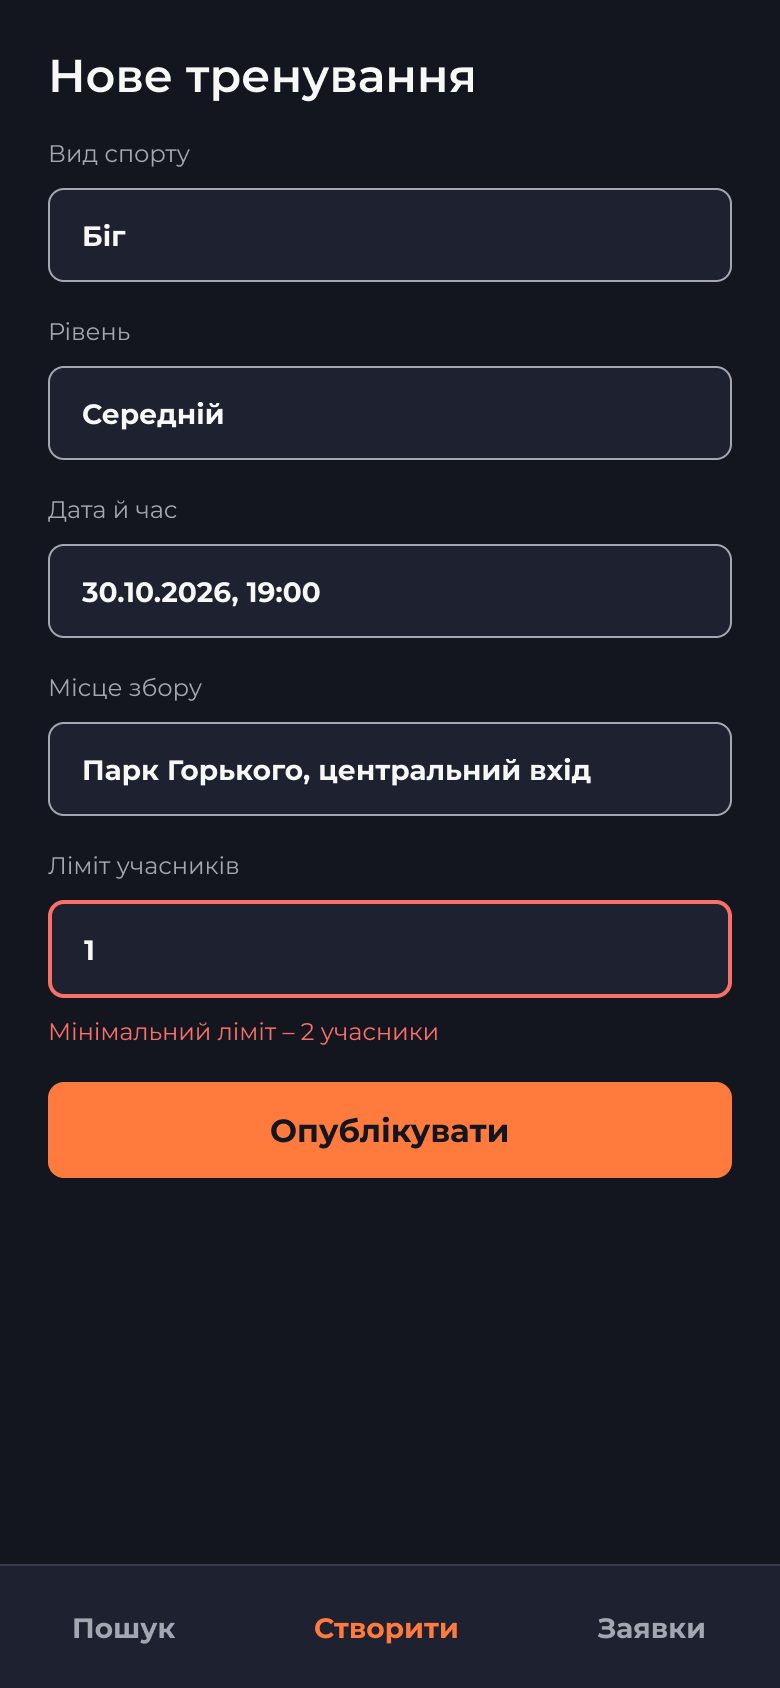 Нове тренування
Вид спорту
Біг
Рівень
Середній
Дата й час
30.10.2026, 19:00
Місце збору
Парк Горького, центральний вхід
Ліміт учасників
1
Мінімальний ліміт – 2 учасники
Опублікувати
Пошук
Створити
Заявки